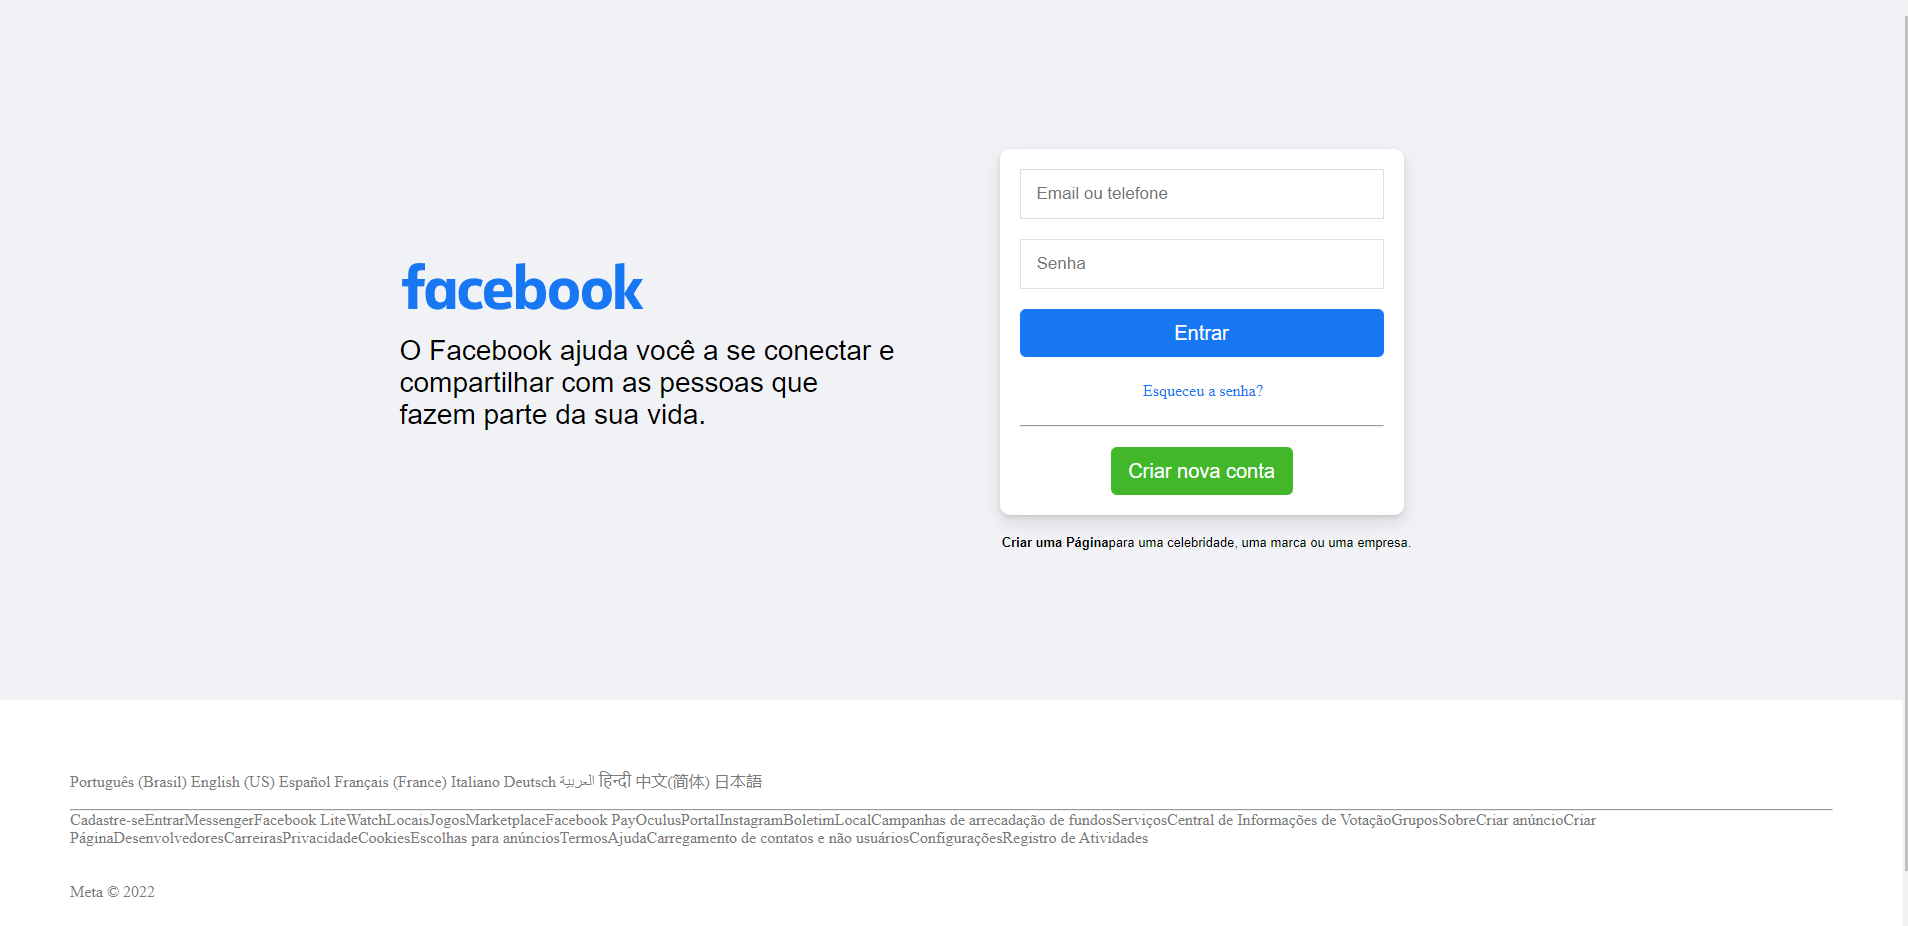 facebook
O Facebook ajuda você a se conectar e
compartilhar com as pessoas que
fazem parte da sua vida.
Email ou telefone
Senha
Entrar
Esqueceu a senha?
Criar nova conta
Criar uma Páginapara uma celebridade, uma marca ou uma empresa.
Português (Brasil) English (US) Español Français (France) Italiano Deutsch العربية हिन्दी 中文(简体) 日本語
Cadastre-seEntrarMessengerFacebook LiteWatchLocaisJogosMarketplaceFacebook PayOculusPortalInstagramBoletimLocalCampanhas de arrecadação de fundosServiçosCentral de Informações de VotaçãoGruposSobreCriar anúncioCriar
PáginaDesenvolvedoresCarreirasPrivacidadeCookiesEscolhas para anúnciosTermosAjudaCarregamento de contatos e não usuáriosConfiguraçõesRegistro de Atividades
Meta © 2022